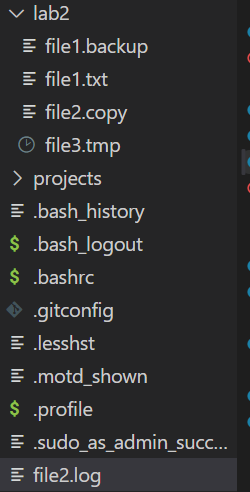 lab2
file1.backup
file1.txt
file2.copy
file3.tmp
projects
.bash_history
.bash_logout
.bashrc
.gitconfig
.lesshst
.motd_shown
.profile
.sudo_as_admin_succ...
file2.log